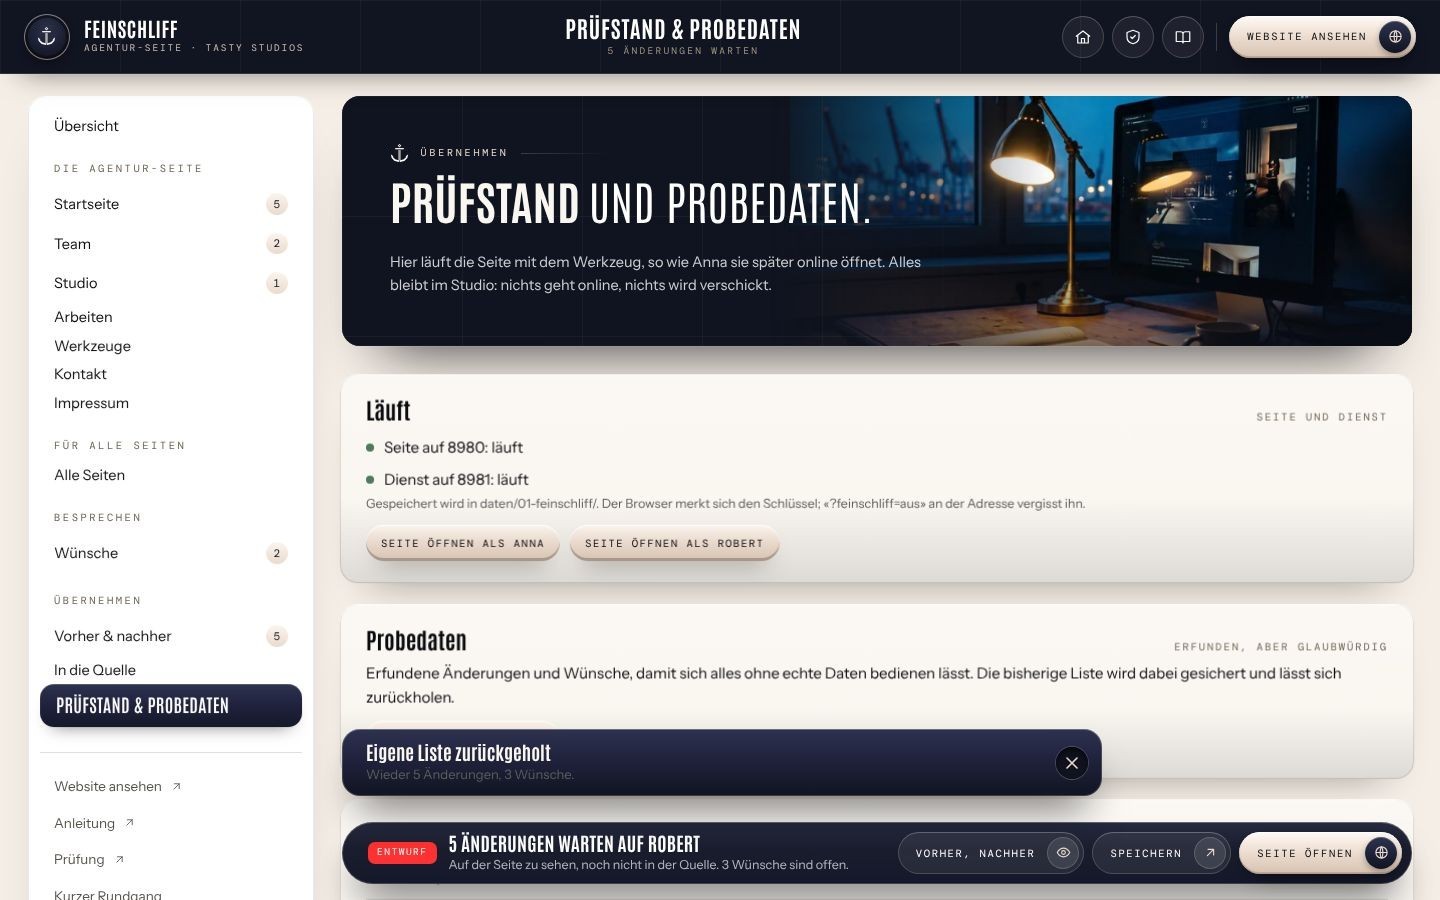 FEINSCHLIFF
AGENTUR-SEITE · TASTY STUDIOS
PRÜFSTAND & PROBEDATEN
5 ÄNDERUNGEN WARTEN
WEBSITE ANSEHEN
Übersicht
DIE AGENTUR-SEITE
Startseite 5
Team 2
Studio 1
Arbeiten
Werkzeuge
Kontakt
Impressum
FÜR ALLE SEITEN
Alle Seiten
BESPRECHEN
Wünsche 2
ÜBERNEHMEN
Vorher & nachher 5
In die Quelle
PRÜFSTAND & PROBEDATEN
Website ansehen
Anleitung
Prüfung
Kurzer Rundgang
ÜBERNEHMEN
PRÜFSTAND UND PROBEDATEN.
Hier läuft die Seite mit dem Werkzeug, so wie Anna sie später online öffnet. Alles
bleibt im Studio: nichts geht online, nichts wird verschickt.
Läuft
SEITE UND DIENST
Seite auf 8980: läuft
Dienst auf 8981: läuft
Gespeichert wird in daten/01-feinschliff/. Der Browser merkt sich den Schlüssel; «?feinschliff=aus» an der Adresse vergisst ihn.
SEITE ÖFFNEN ALS ANNA
SEITE ÖFFNEN ALS ROBERT
Probedaten
ERFUNDEN, ABER GLAUBWÜRDIG
Erfundene Änderungen und Wünsche, damit sich alles ohne echte Daten bedienen lässt. Die bisherige Liste wird dabei gesichert und lässt sich
zurückholen.
Eigene Liste zurückgeholt
Wieder 5 Änderungen, 3 Wünsche.
ENTWURF
5 ÄNDERUNGEN WARTEN AUF ROBERT
Auf der Seite zu sehen, noch nicht in der Quelle. 3 Wünsche sind offen.
VORHER, NACHHER
SPEICHERN
SEITE ÖFFNEN